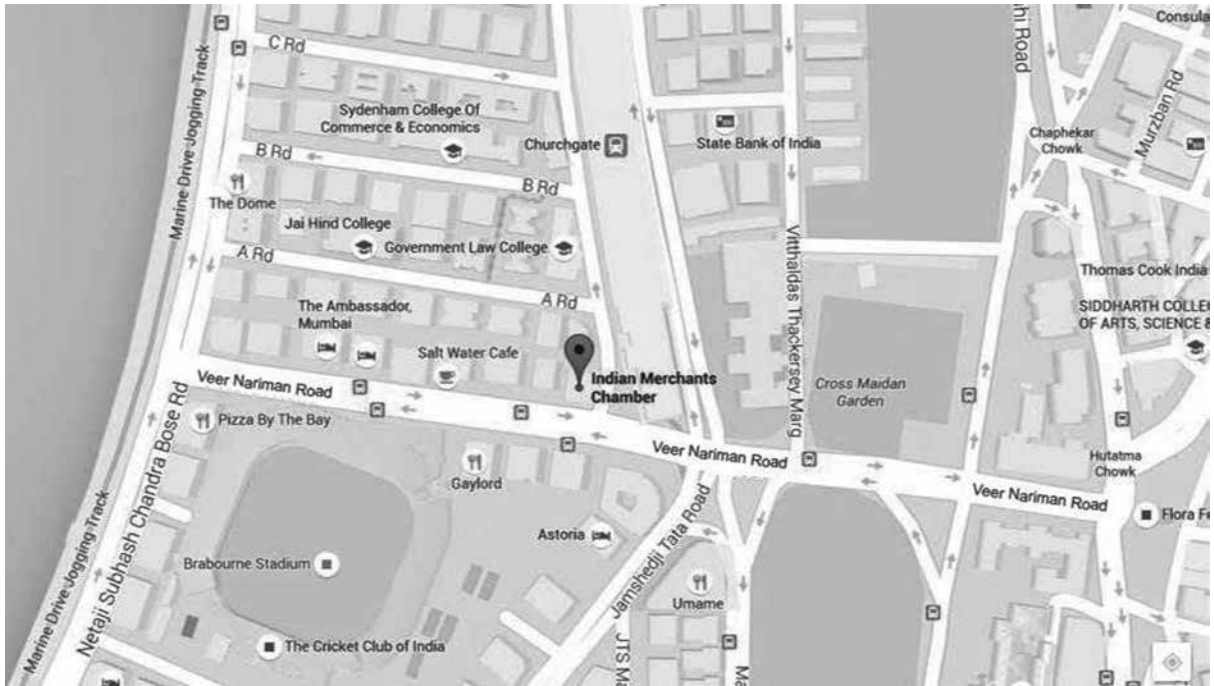 C Rd
Sydenham College Of
Commerce & Economics
Churchgate
State Bank of India
Consula
Murzban Rd
Chaphekar
Chowk
hi Road
Marine Drive Jogging Track
B Rd
B Rd
The Dome
Jai Hind College
Government Law College
A Rd
A Rd
Vitthaldas Thackersey Marg
Thomas Cook India
SIDDHARTH COLLEG
OF ARTS, SCIENCE &
The Ambassador,
Mumbai
Salt Water Cafe
Indian Merchants
Chamber
Cross Maidan
Garden
Veer Nariman Road
Pizza By The Bay
Veer Nariman Road
Hutatma
Chowk
Veer Nariman Road
Gaylord
Flora Fe
Netaji Subhash Chandra Bose Rd
Astoria
Jamshedji Tata Road
Brabourne Stadium
Umame
Marine Drive Jogging Track
The Cricket Club of India
JTS Ma
Ma